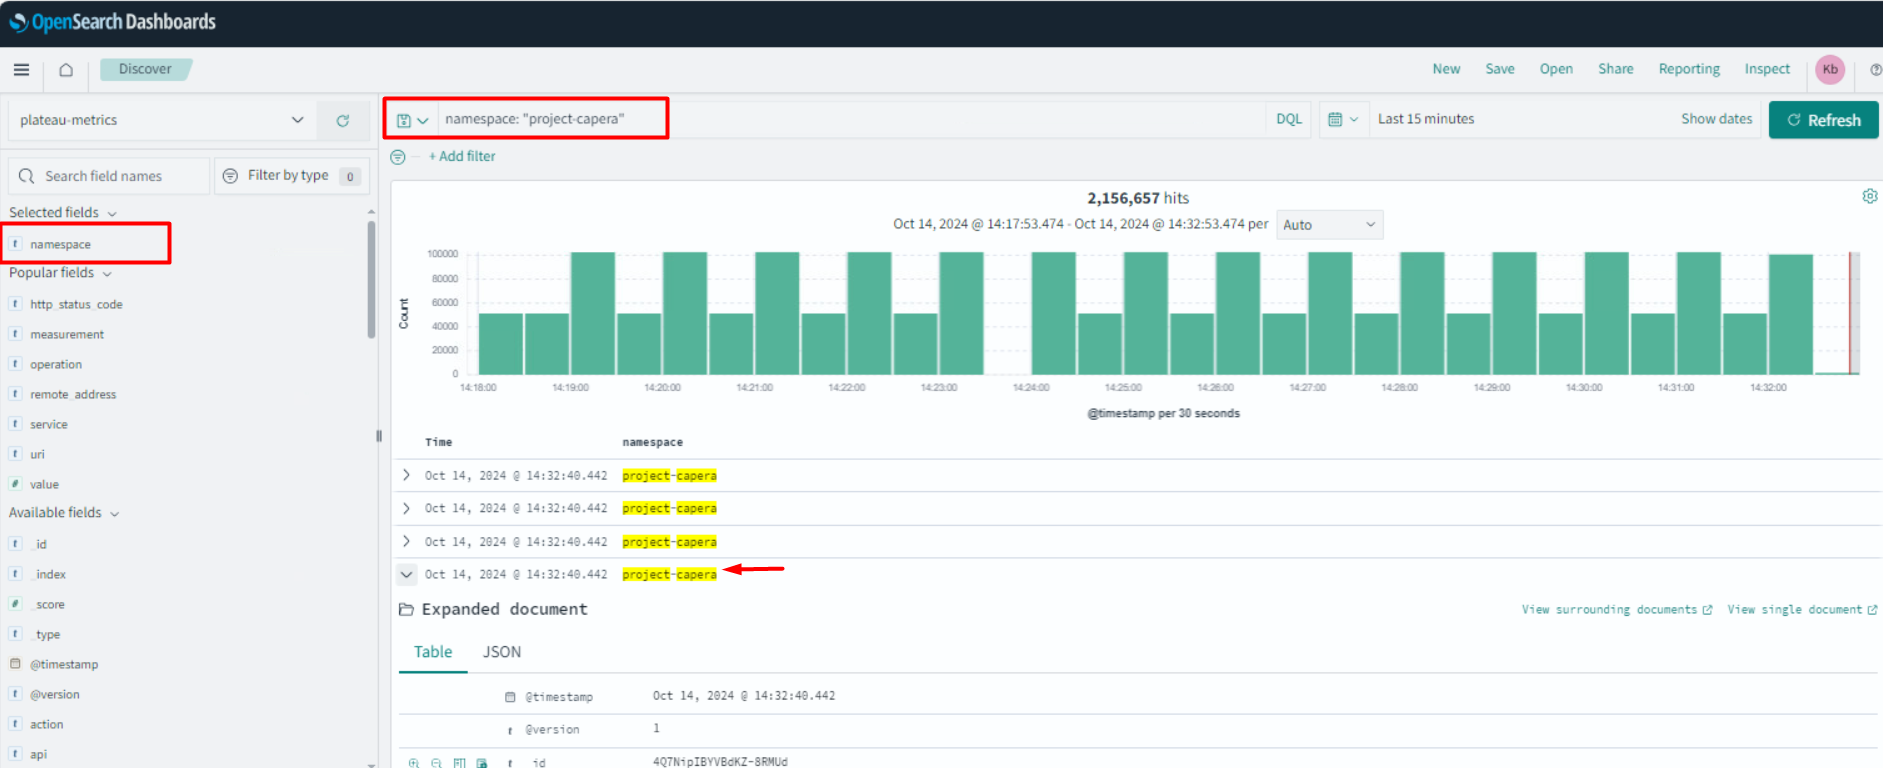 OpenSearch Dashboards
Discover
New Save Open Share Reporting Inspect Kb
plateau-metrics
namespace: "project-capera"
DQL
Last 15 minutes
Show dates
Refresh
+ Add filter
Search field names
Filter by type 0
Selected fields
t namespace
Popular fields
t http_status_code
t measurement
t operation
t remote_address
t service
t uri
# value
Available fields
t _id
t _index
# _score
t _type
@timestamp
t @version
t action
t api
2,156,657 hits
Oct 14, 2024 @ 14:17:53.474 - Oct 14, 2024 @ 14:32:53.474 per Auto
Count
100000
80000
60000
40000
20000
0
14:18:00 14:19:00 14:20:00 14:21:00 14:22:00 14:23:00 14:24:00 14:25:00 14:26:00 14:27:00 14:28:00 14:29:00 14:30:00 14:31:00 14:32:00
@timestamp per 30 seconds
Time namespace
Oct 14, 2024 @ 14:32:40.442 project-capera
Oct 14, 2024 @ 14:32:40.442 project-capera
Oct 14, 2024 @ 14:32:40.442 project-capera
Oct 14, 2024 @ 14:32:40.442 project-capera
Expanded document
View surrounding documents View single document
Table JSON
@timestamp Oct 14, 2024 @ 14:32:40.442
t @version 1
t _id 4Q7NipIBYVBdKZ-8RMUd